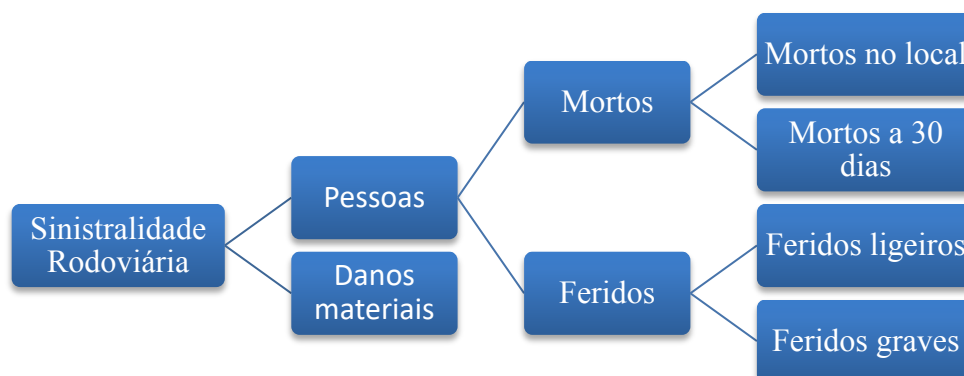 Sinistralidade
Rodoviária
Pessoas
Danos
materiais
Mortos
Feridos
Mortos no local
Mortos a 30
dias
Feridos ligeiros
Feridos graves